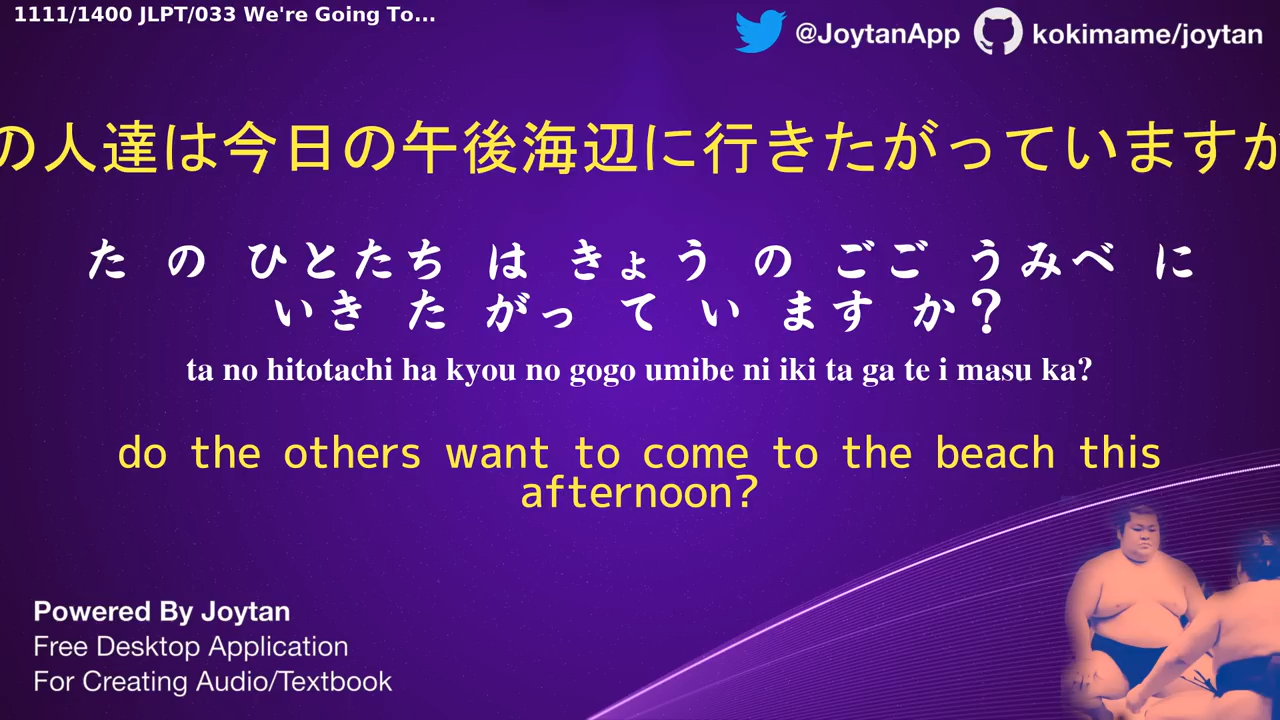 1111/1400 JLPT/033 We're Going To...
@JoytanApp kokimame/joytan
の人達は今日の午後海辺に行きたがっていますか
た の ひとたち は きょう の ごご うみべ に
いき た がっ て い ます か?
ta no hitotachi ha kyou no gogo umibe ni iki ta ga te i masu ka?
do the others want to come to the beach this
afternoon?
Powered By Joytan
Free Desktop Application
For Creating Audio/Textbook